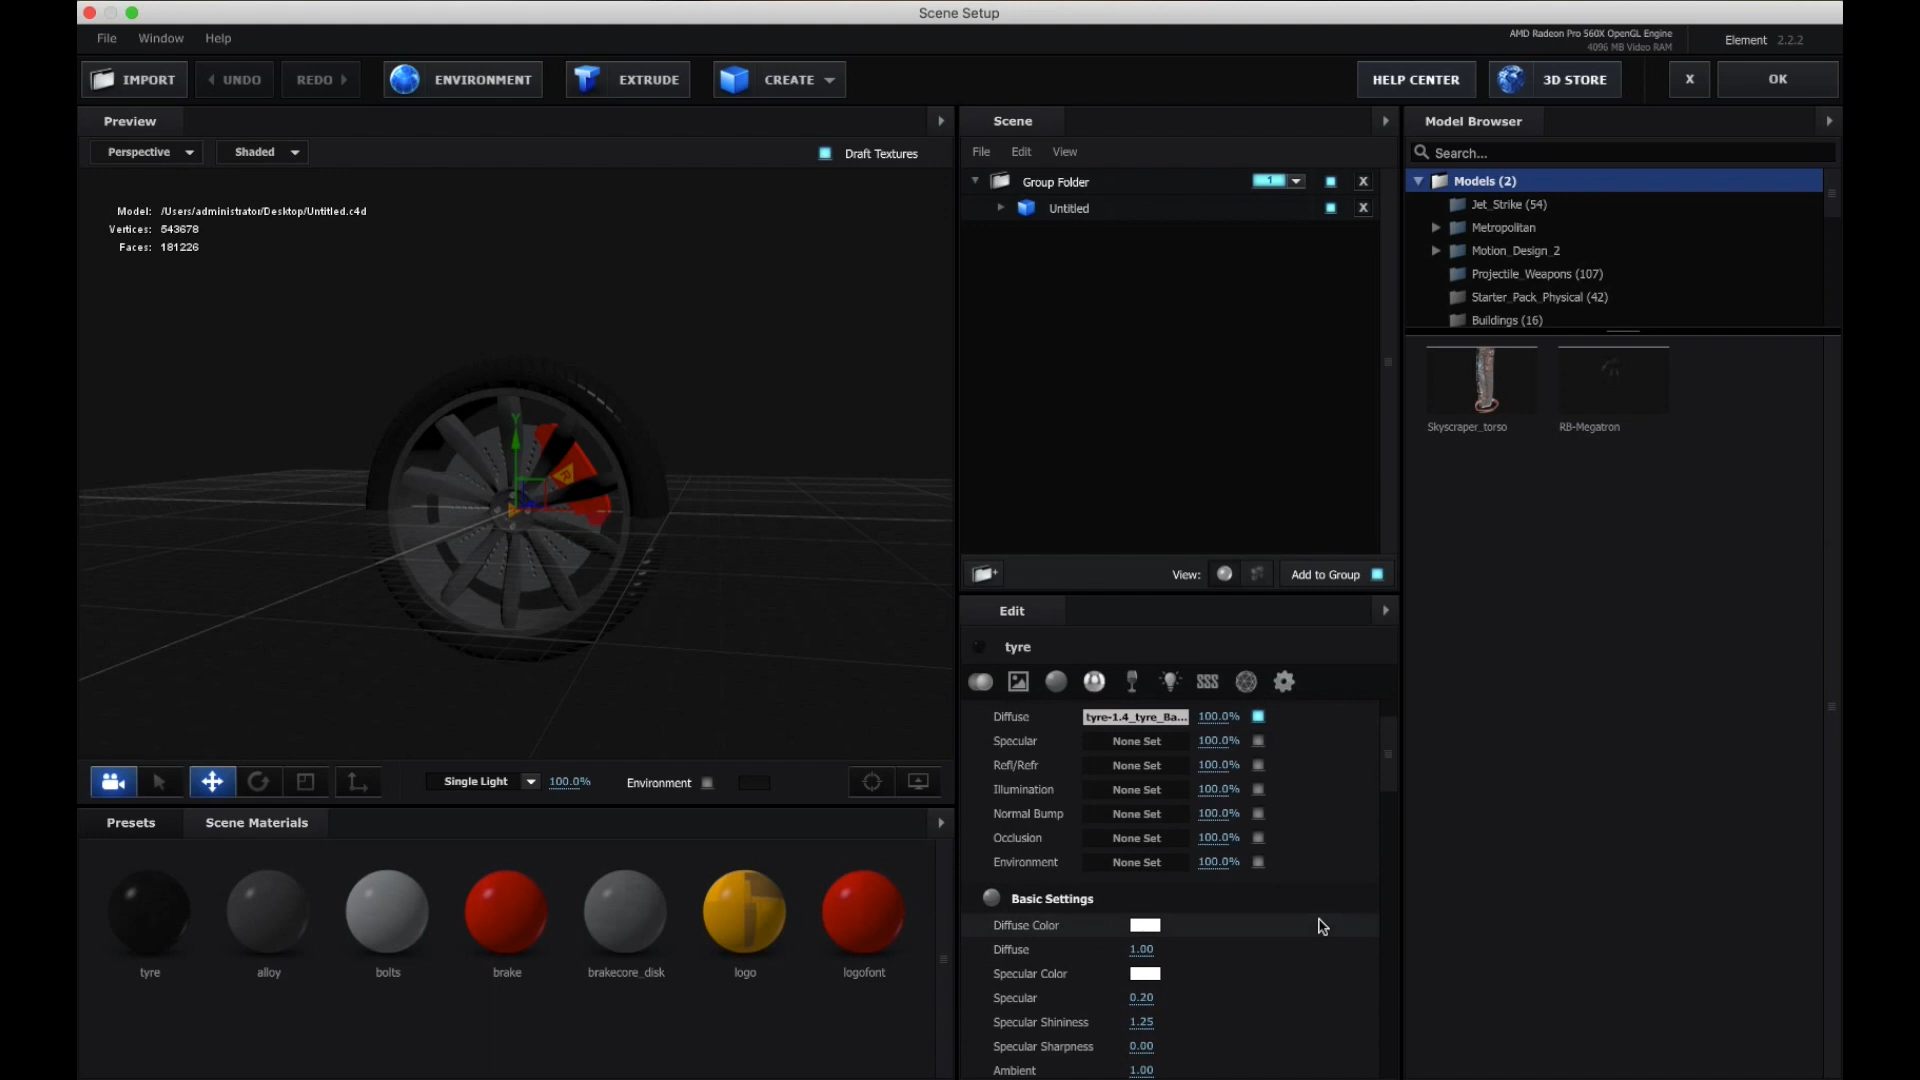 Scene Setup
File Window Help
AMD Radeon Pro 560X OpenGL Engine
4096 MB Video RAM
Element 2.2.2
IMPORT UNDO REDO ENVIRONMENT EXTRUDE CREATE HELP CENTER 3D STORE X OK
Preview
Perspective Shaded Draft Textures
Model: /Users/administrator/Desktop/Untitled.c4d
Vertices: 543678
Faces: 181226
Y
Single Light 100.0% Environment
Presets Scene Materials
tyre alloy bolts brake brakecore_disk logo logofont
Scene
File Edit View
Group Folder 1 X
Untitled X
View: Add to Group
Edit
tyre
SSS
Diffuse tyre-1.4_tyre_Ba... 100.0%
Specular None Set 100.0%
Refl/Refr None Set 100.0%
Illumination None Set 100.0%
Normal Bump None Set 100.0%
Occlusion None Set 100.0%
Environment None Set 100.0%
Basic Settings
Diffuse Color
Diffuse 1.00
Specular Color
Specular 0.20
Specular Shininess 1.25
Specular Sharpness 0.00
Ambient 1.00
Model Browser
Search...
Models (2)
Jet_Strike (54)
Metropolitan
Motion_Design_2
Projectile_Weapons (107)
Starter_Pack_Physical (42)
Buildings (16)
Skyscraper_torso RB-Megatron